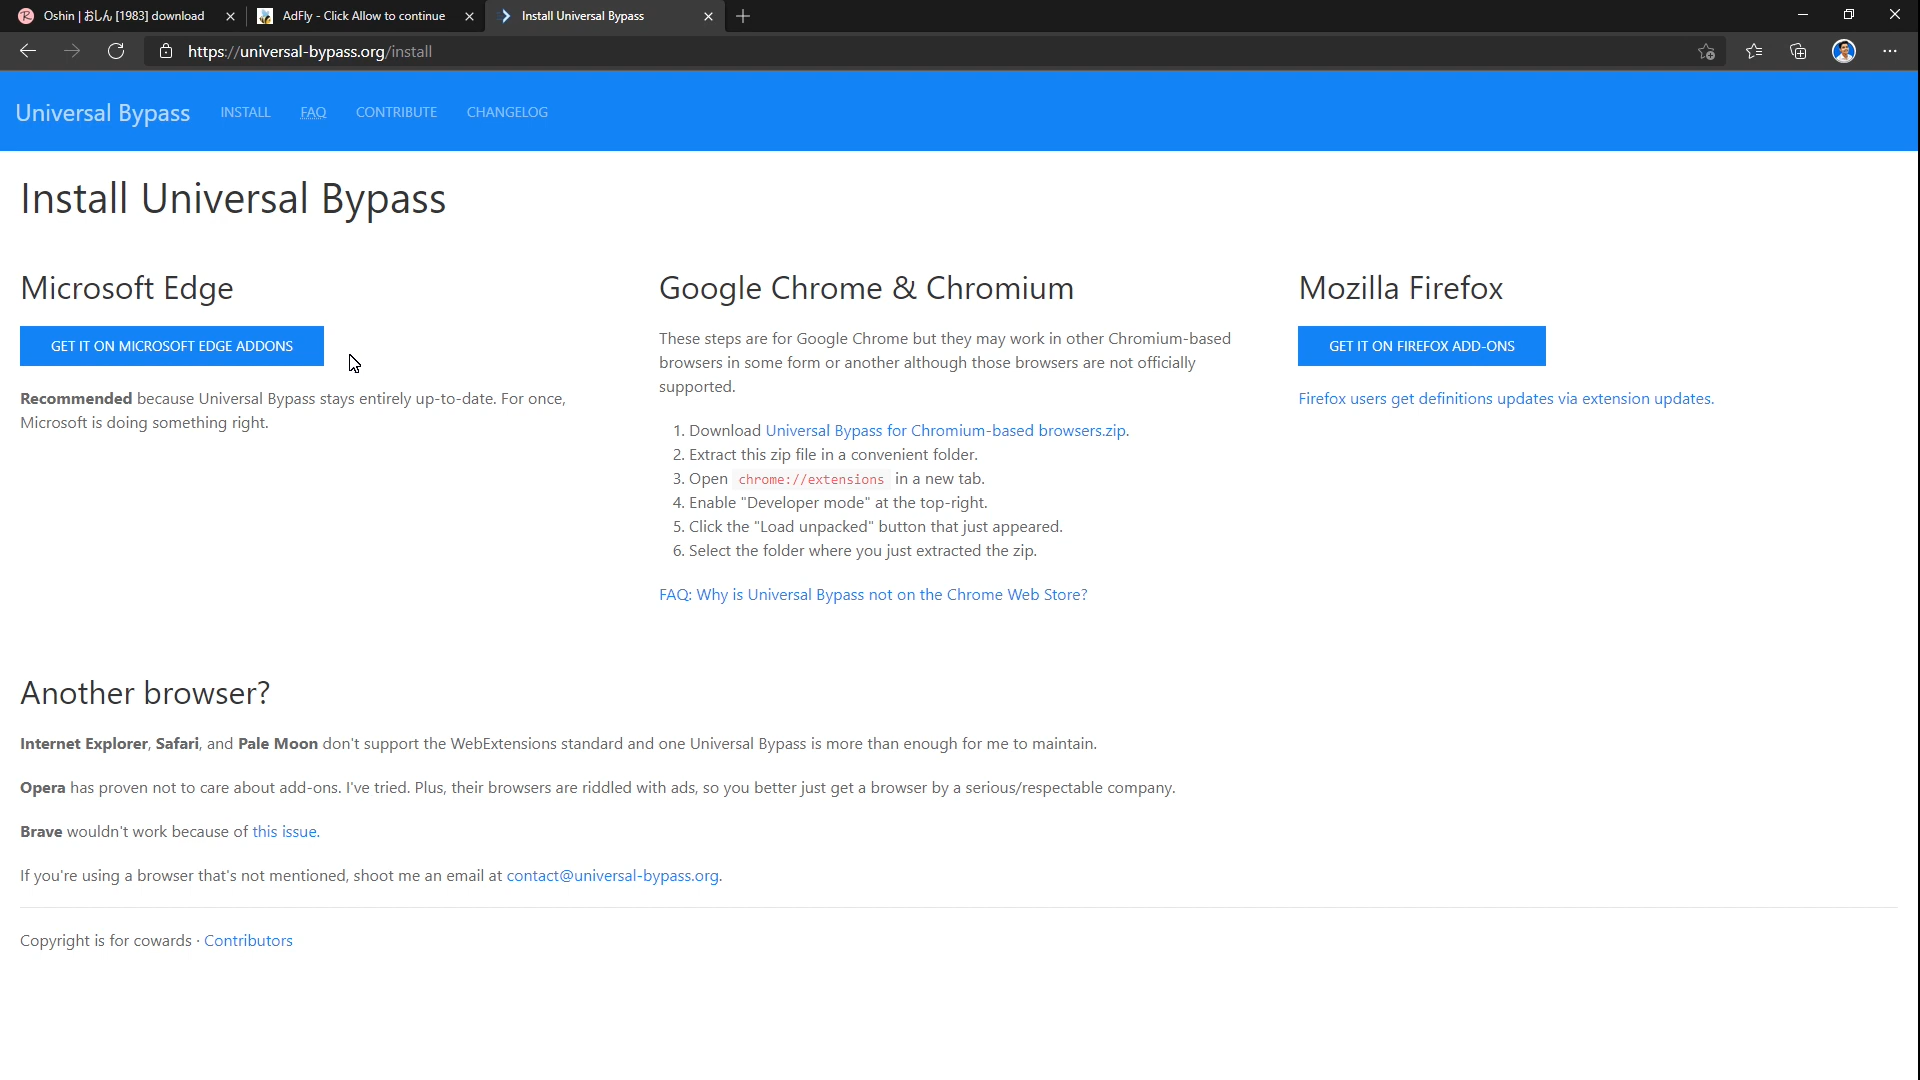 Oshin | おしん [1983] download
AdFly - Click Allow to continue
Install Universal Bypass
https://universal-bypass.org/install
Universal Bypass INSTALL FAQ CONTRIBUTE CHANGELOG
Install Universal Bypass
Microsoft Edge
GET IT ON MICROSOFT EDGE ADDONS
Recommended because Universal Bypass stays entirely up-to-date. For once,
Microsoft is doing something right.
Google Chrome & Chromium
These steps are for Google Chrome but they may work in other Chromium-based
browsers in some form or another although those browsers are not officially
supported.
1. Download Universal Bypass for Chromium-based browsers.zip.
2. Extract this zip file in a convenient folder.
3. Open chrome://extensions in a new tab.
4. Enable "Developer mode" at the top-right.
5. Click the "Load unpacked" button that just appeared.
6. Select the folder where you just extracted the zip.
FAQ: Why is Universal Bypass not on the Chrome Web Store?
Mozilla Firefox
GET IT ON FIREFOX ADD-ONS
Firefox users get definitions updates via extension updates.
Another browser?
Internet Explorer, Safari, and Pale Moon don't support the WebExtensions standard and one Universal Bypass is more than enough for me to maintain.
Opera has proven not to care about add-ons. I've tried. Plus, their browsers are riddled with ads, so you better just get a browser by a serious/respectable company.
Brave wouldn't work because of this issue.
If you're using a browser that's not mentioned, shoot me an email at contact@universal-bypass.org.
Copyright is for cowards · Contributors